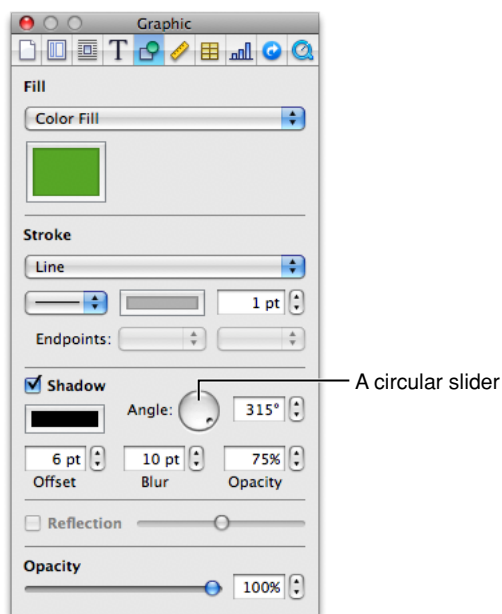 Graphic
T
Fill
Color Fill
Stroke
Line
1 pt
Endpoints:
Shadow
Angle: 315°
A circular slider
6 pt 10 pt 75%
Offset Blur Opacity
Reflection
Opacity
100%